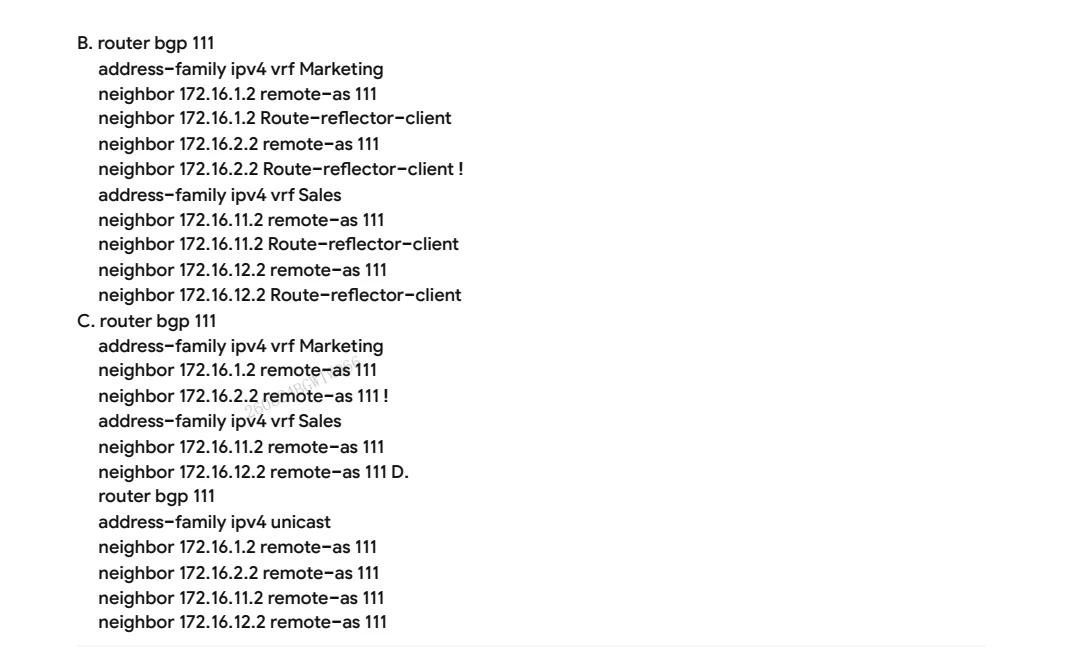 B. router bgp 111
address-family ipv4 vrf Marketing
neighbor 172.16.1.2 remote-as 111
neighbor 172.16.1.2 Route-reflector-client
neighbor 172.16.2.2 remote-as 111
neighbor 172.16.2.2 Route-reflector-client !
address-family ipv4 vrf Sales
neighbor 172.16.11.2 remote-as 111
neighbor 172.16.11.2 Route-reflector-client
neighbor 172.16.12.2 remote-as 111
neighbor 172.16.12.2 Route-reflector-client
C. router bgp 111
address-family ipv4 vrf Marketing
neighbor 172.16.1.2 remote-as 111
neighbor 172.16.2.2 remote-as 111 !
address-family ipv4 vrf Sales
neighbor 172.16.11.2 remote-as 111
neighbor 172.16.12.2 remote-as 111 D.
router bgp 111
address-family ipv4 unicast
neighbor 172.16.1.2 remote-as 111
neighbor 172.16.2.2 remote-as 111
neighbor 172.16.11.2 remote-as 111
neighbor 172.16.12.2 remote-as 111